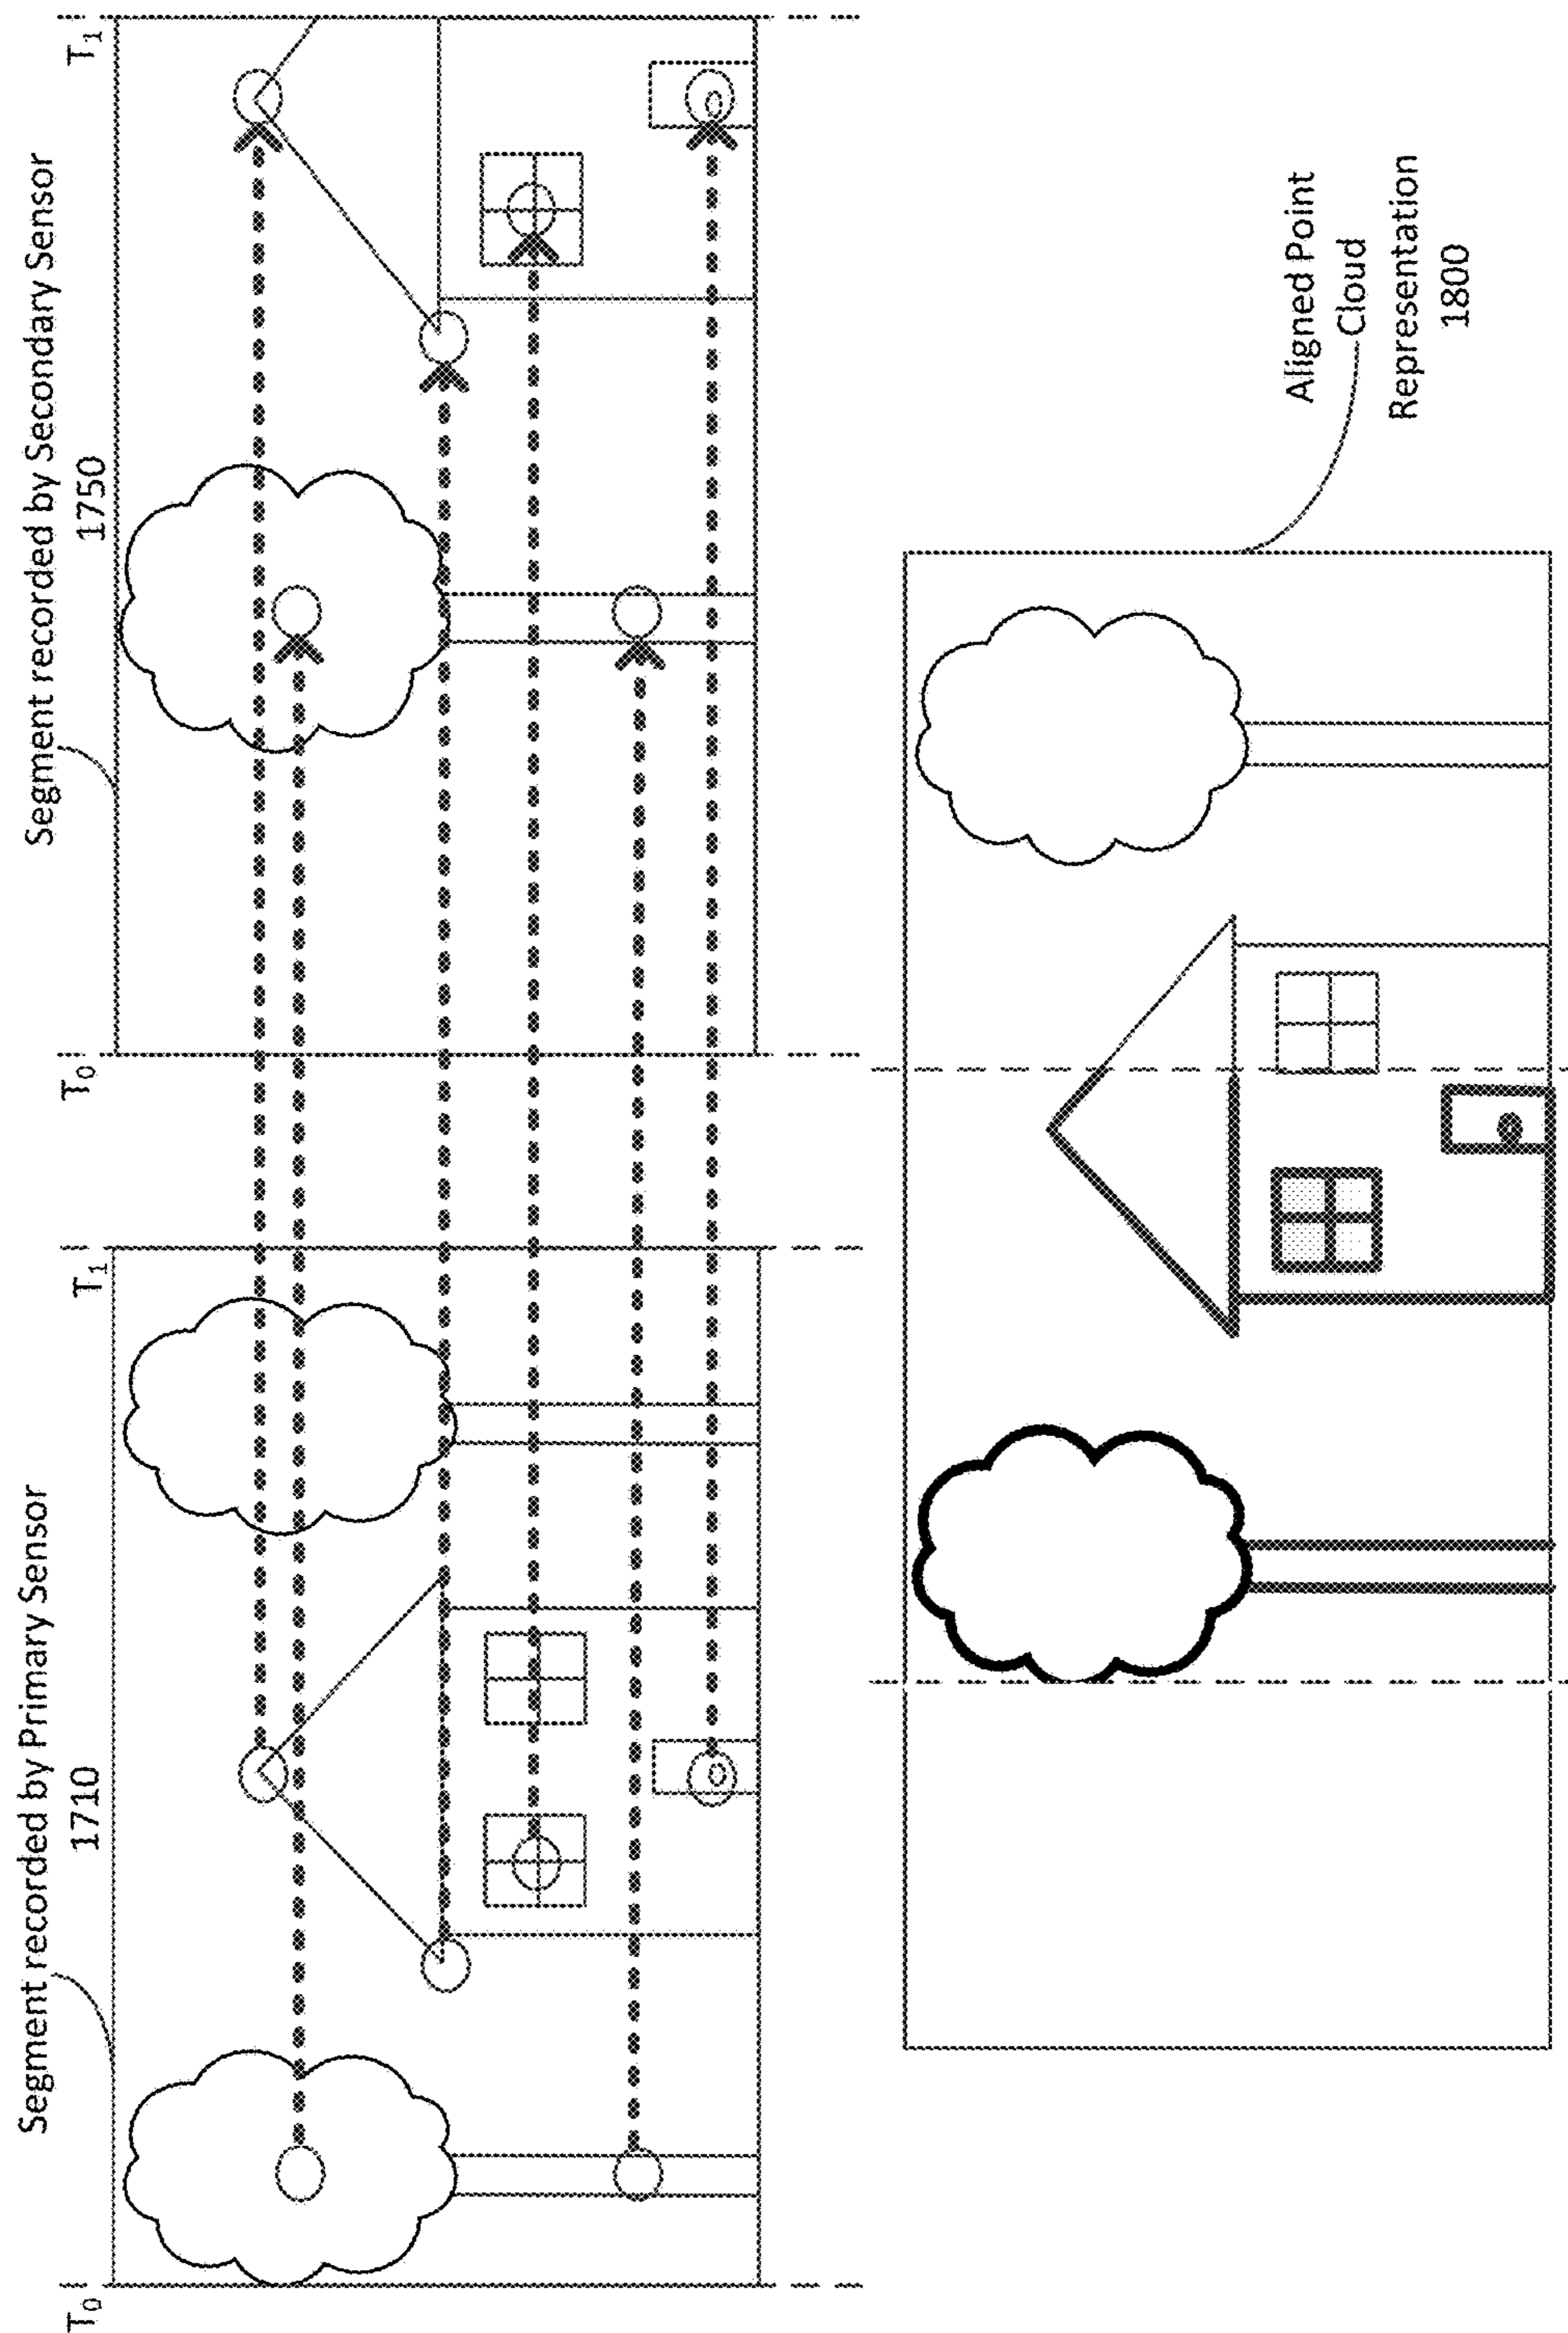 Segment recorded by Primary Sensor
1710
T₀
T₁
Segment recorded by Secondary Sensor
1750
T₀
T₁
Aligned Point
Cloud
Representation
1800